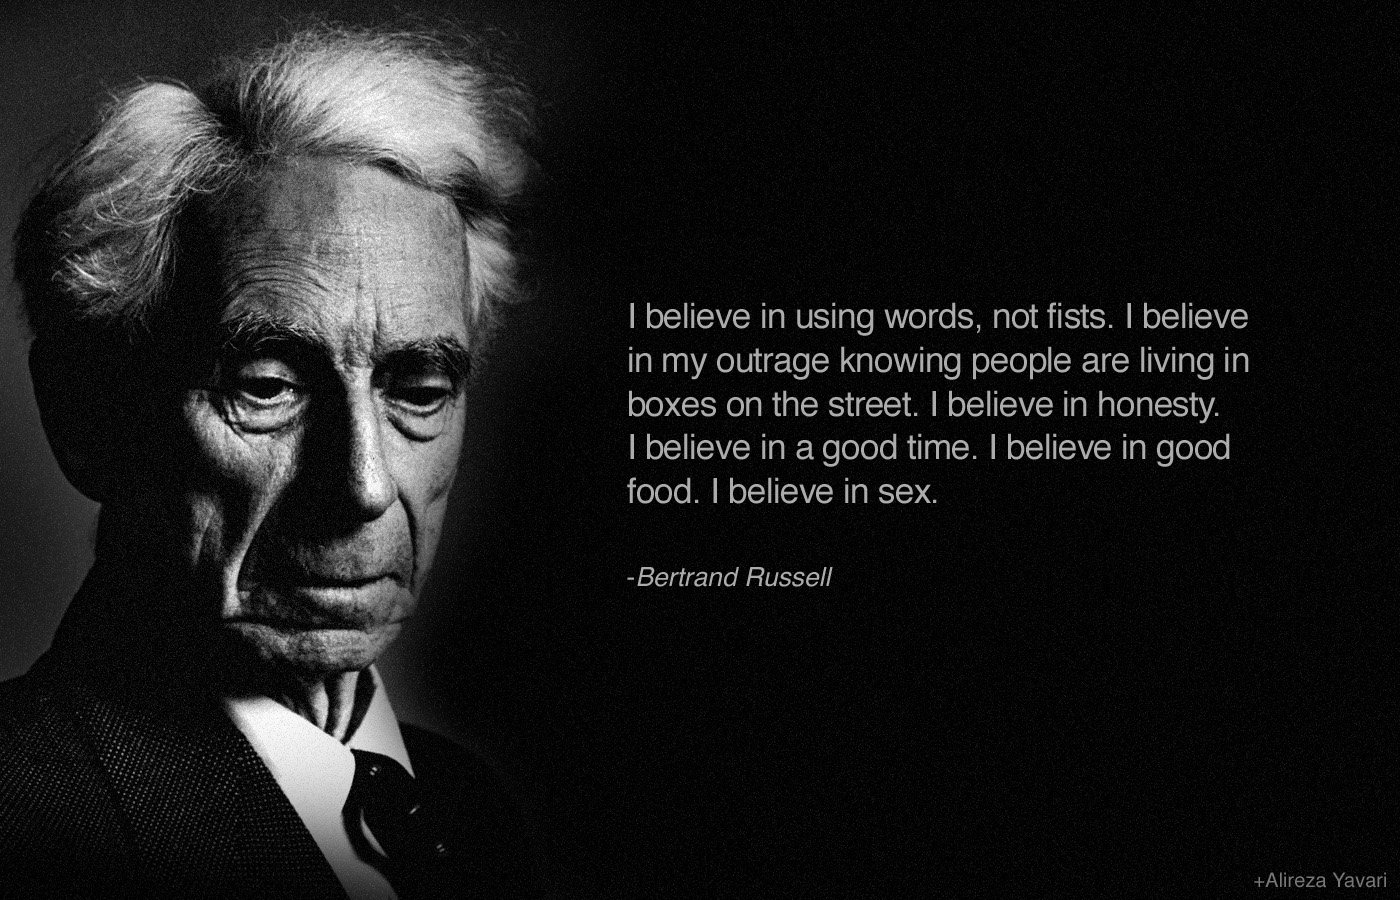 I believe in using words, not fists. I believe
in my outrage knowing people are living in
boxes on the street. I believe in honesty.
I believe in a good time. I believe in good
food. I believe in sex.
-Bertrand Russell
+Alireza Yavari